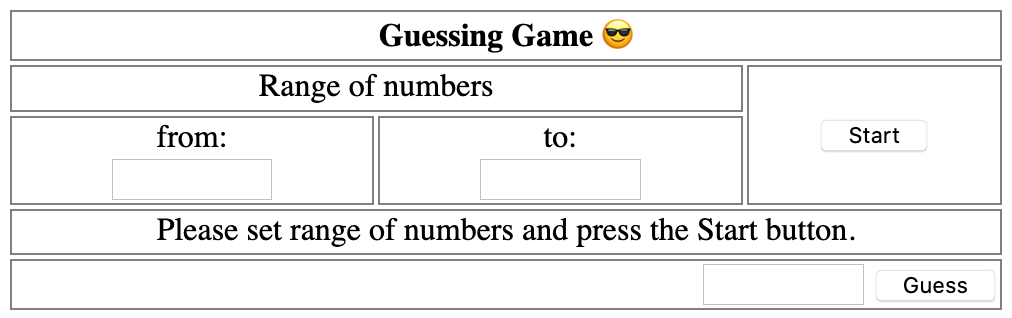 Guessing Game 😎
Range of numbers
from:
to:
Start
Please set range of numbers and press the Start button.
Guess